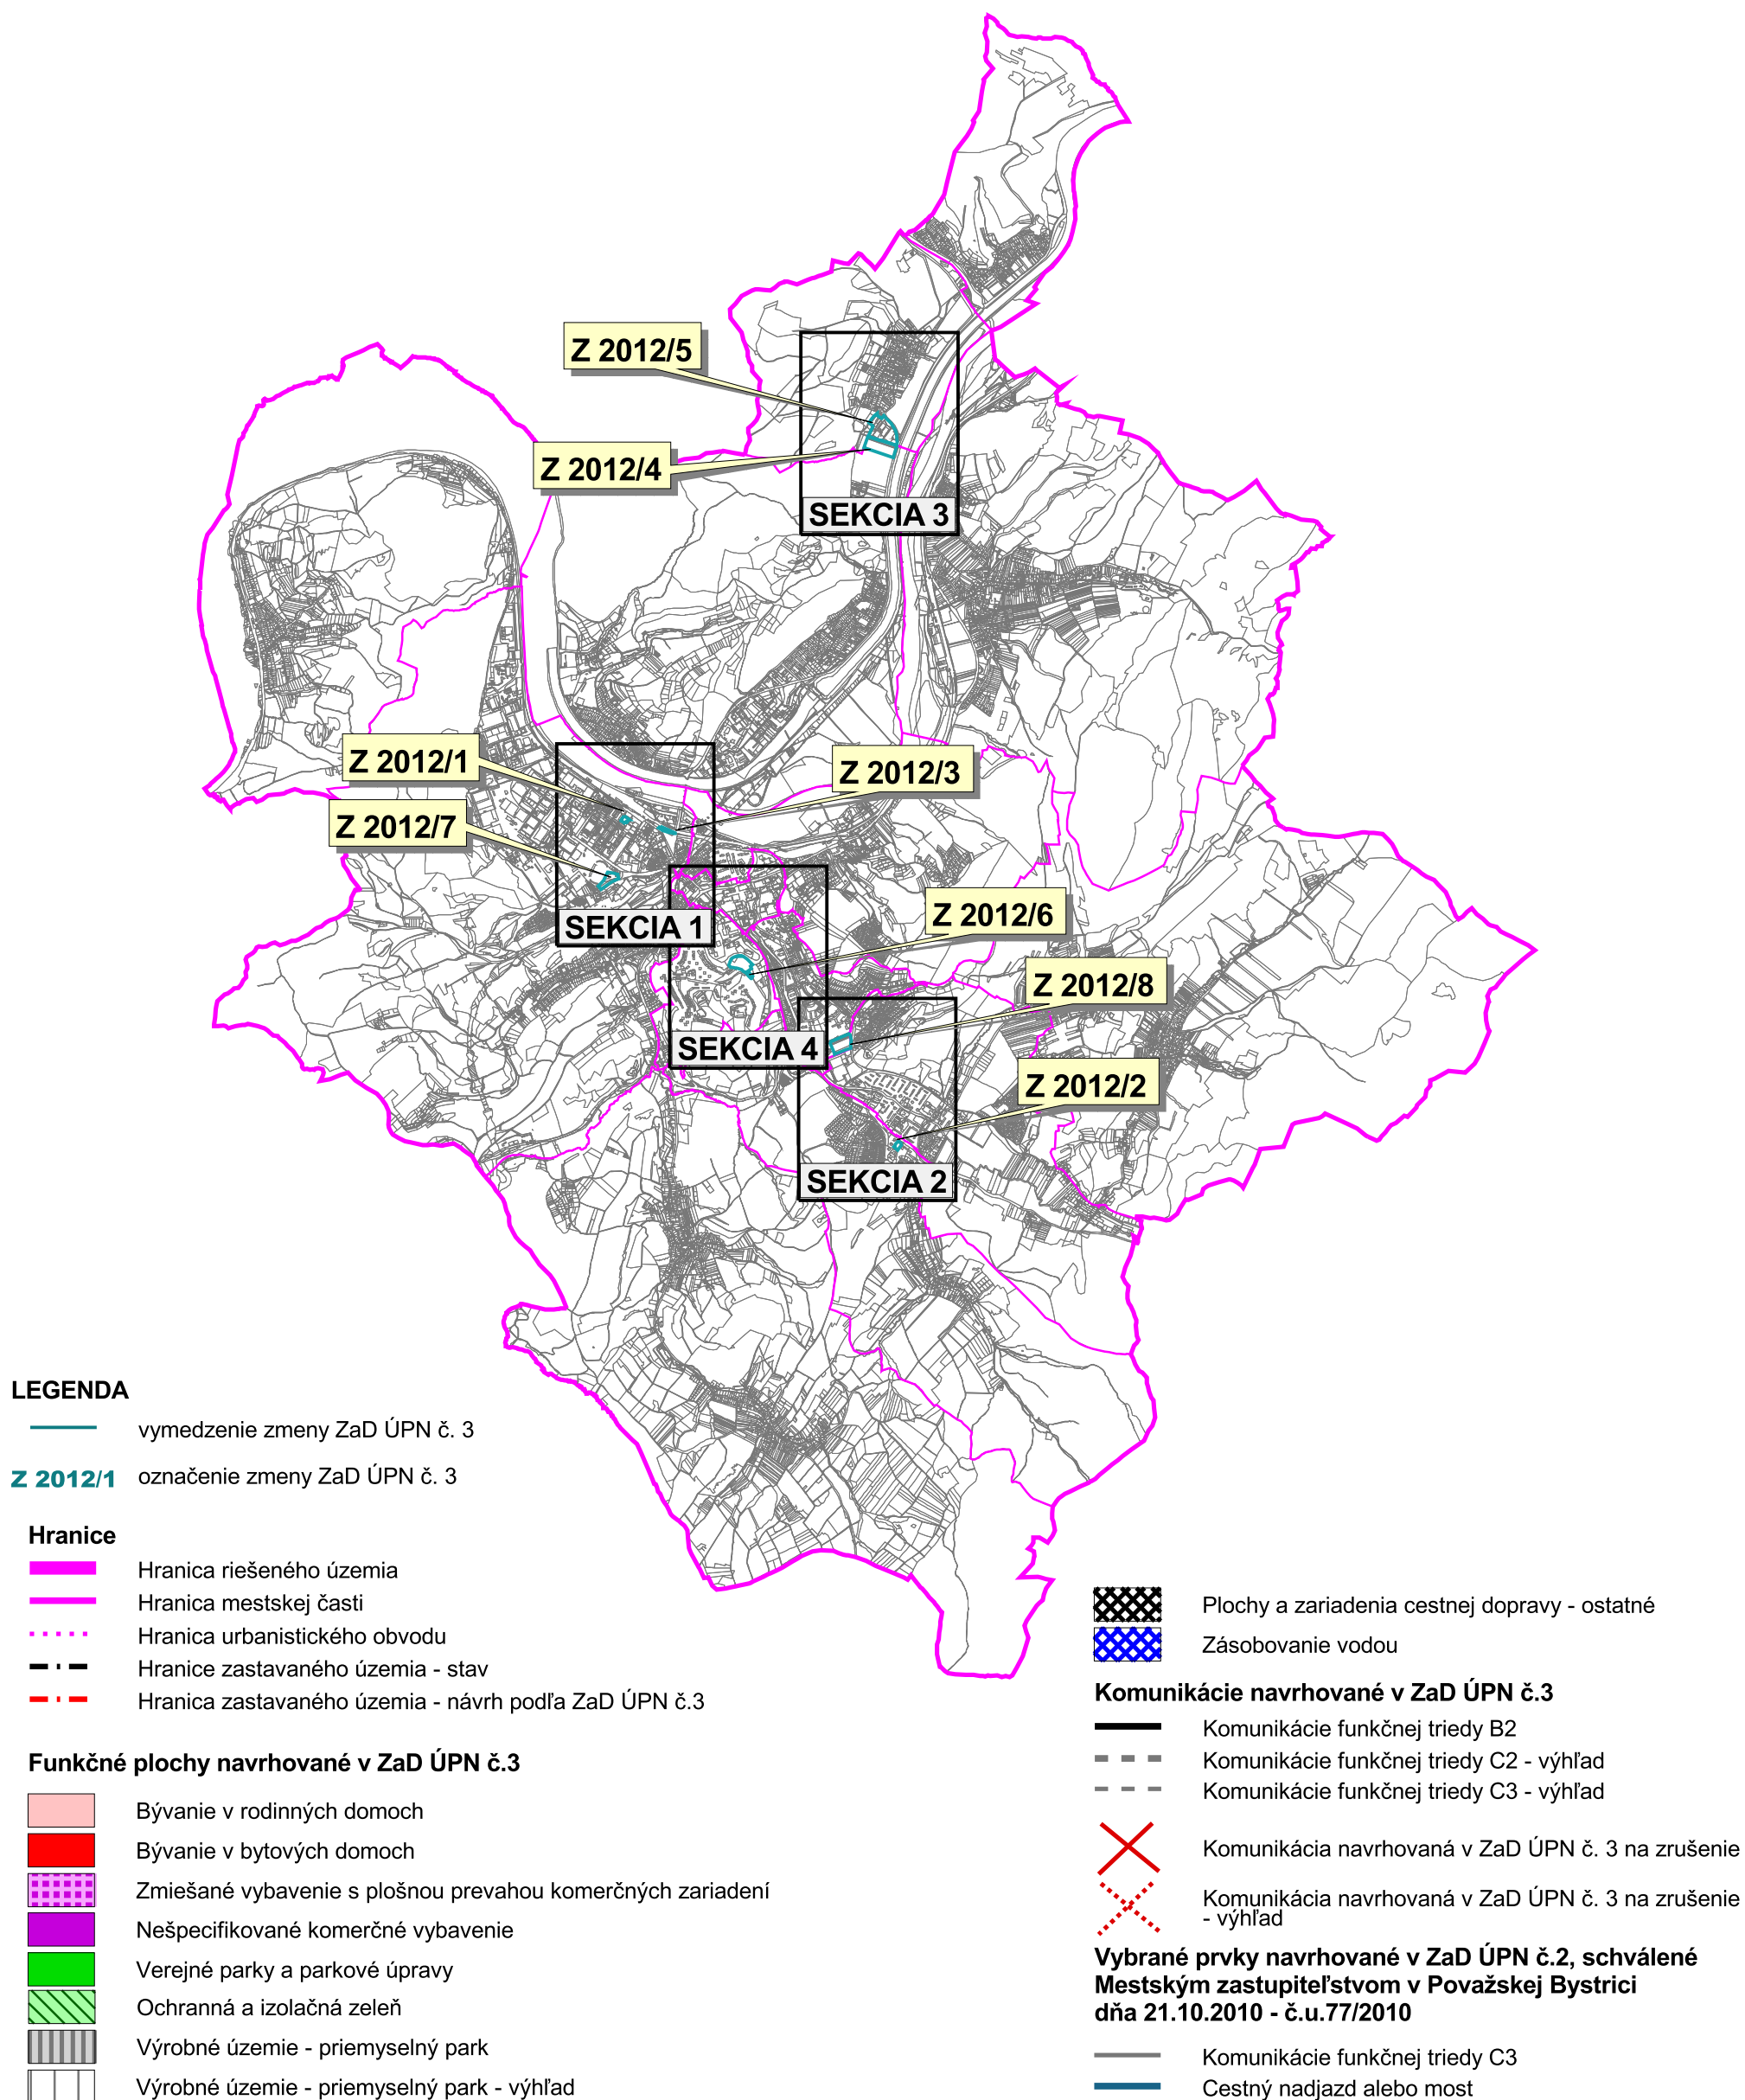 Z 2012/5
Z 2012/4
SEKCIA 3
Z 2012/1
Z 2012/3
Z 2012/7
Z 2012/6
SEKCIA 1
Z 2012/8
SEKCIA 4
Z 2012/2
SEKCIA 2
LEGENDA
vymedzenie zmeny ZaD ÚPN č. 3
Z 2012/1 označenie zmeny ZaD ÚPN č. 3
Hranice
Hranica riešeného územia
Hranica mestskej časti
Hranica urbanistického obvodu
Hranice zastavaného územia - stav
Hranica zastavaného územia - návrh podľa ZaD ÚPN č.3
Funkčné plochy navrhované v ZaD ÚPN č.3
Bývanie v rodinných domoch
Bývanie v bytových domoch
Zmiešané vybavenie s plošnou prevahou komerčných zariadení
Nešpecifikované komerčné vybavenie
Verejné parky a parkové úpravy
Ochranná a izolačná zeleň
Výrobné územie - priemyselný park
Výrobné územie - priemyselný park - výhľad
Plochy a zariadenia cestnej dopravy - ostatné
Zásobovanie vodou
Komunikácie navrhované v ZaD ÚPN č.3
Komunikácie funkčnej triedy B2
Komunikácie funkčnej triedy C2 - výhľad
Komunikácie funkčnej triedy C3 - výhľad
Komunikácia navrhovaná v ZaD ÚPN č. 3 na zrušenie
Komunikácia navrhovaná v ZaD ÚPN č. 3 na zrušenie
- výhľad
Vybrané prvky navrhované v ZaD ÚPN č.2, schválené
Mestským zastupiteľstvom v Považskej Bystrici
dňa 21.10.2010 - č.u.77/2010
Komunikácie funkčnej triedy C3
Cestný nadjazd alebo most